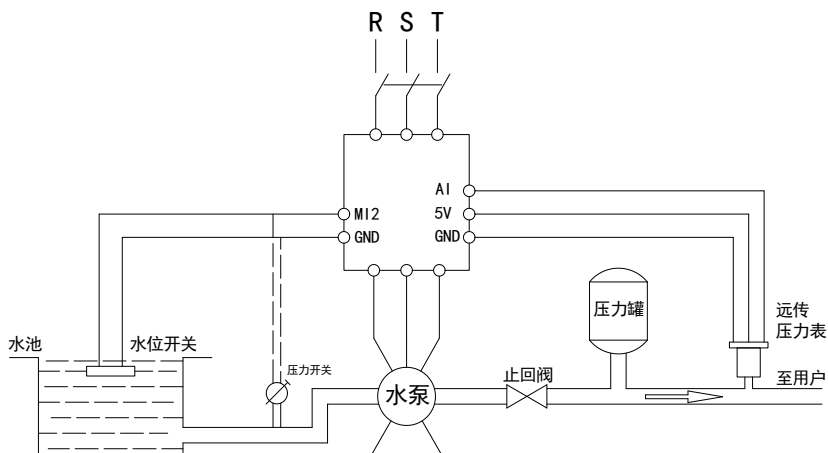 R S T
AI
MI2 5V
GND GND
压力罐
远传
压力表
水池
水位开关
压力开关
止回阀
至用户
水泵